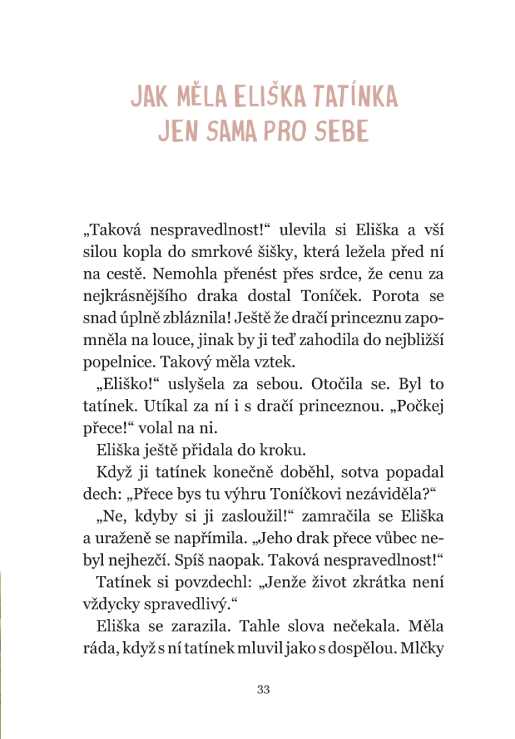 JAK MĚLA ELIŠKA TATÍNKA
JEN SAMA PRO SEBE
„Taková nespravedlnost!“ ulevila si Eliška a vší
silou kopla do smrkové šišky, která ležela před ní
na cestě. Nemohla přenést přes srdce, že cenu za
nejkrásnějšího draka dostal Toníček. Porota se
snad úplně zbláznila! Ještě že dračí princeznu zapo-
mněla na louce, jinak by ji teď zahodila do nejbližší
popelnice. Takový měla vztek.
„Eliško!“ uslyšela za sebou. Otočila se. Byl to
tatínek. Utíkal za ní i s dračí princeznou. „Počkej
přece!“ volal na ni.
Eliška ještě přidala do kroku.
Když ji tatínek konečně doběhl, sotva popadal
dech: „Přece bys tu výhru Toníčkovi nezáviděla?“
„Ne, kdyby si ji zasloužil!“ zamračila se Eliška
a uraženě se napřímila. „Jeho drak přece vůbec ne-
byl nejhezčí. Spíš naopak. Taková nespravedlnost!“
Tatínek si povzdechl: „Jenže život zkrátka není
vždycky spravedlivý.“
Eliška se zarazila. Tahle slova nečekala. Měla
ráda, když s ní tatínek mluvil jako s dospělou. Mlčky
33